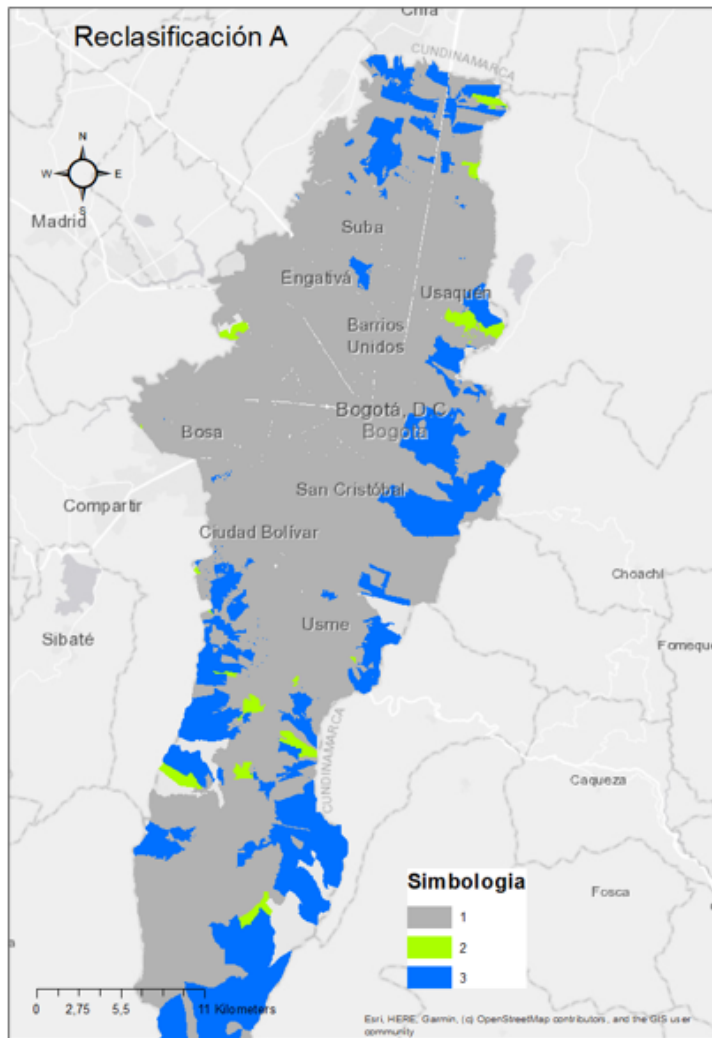 Reclasificación A
Chía
CUNDINAMARCA
N
W
E
S
Madrid
Suba
Engativá
Usaquén
Barrios
Unidos
Bogotá, D.C.
Bogotá
Bosa
San Cristóbal
Compartir
Ciudad Bolívar
Choachí
Sibaté
Usme
Fomeque
CUNDINAMARCA
Caqueza
Simbologia
1
2
3
Fosca
a
0 2,75 5,5 11 Kilometers
Esri, HERE, Garmin, (c) OpenStreetMap contributors, and the GIS user
community